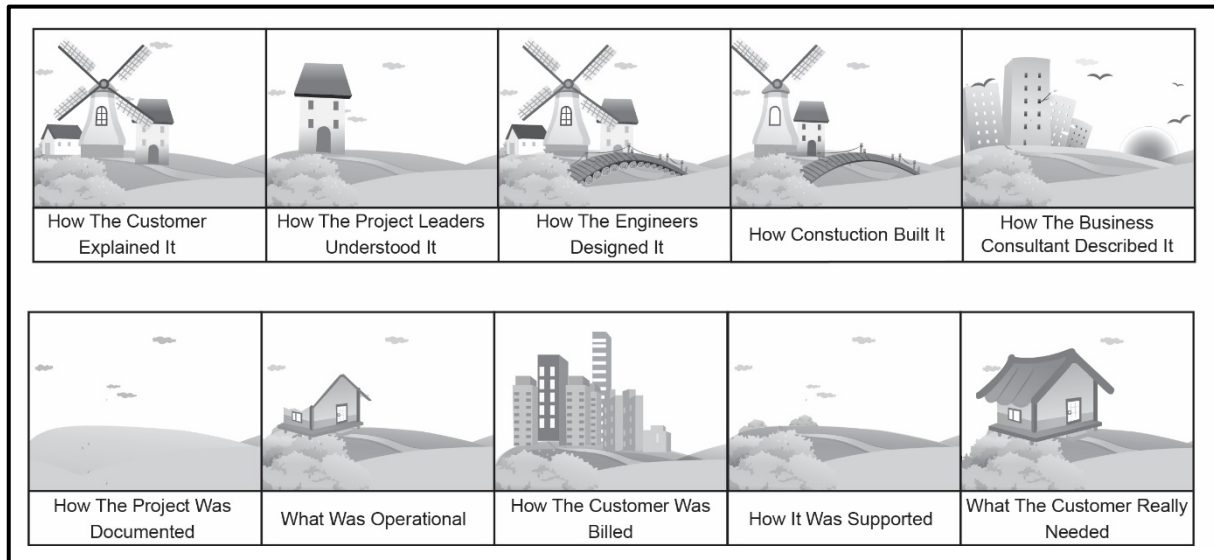 How The Customer
Explained It
How The Project Leaders
Understood It
How The Engineers
Designed It
How Constuction Built It
How The Business
Consultant Described It
How The Project Was
Documented
What Was Operational
How The Customer Was
Billed
How It Was Supported
What The Customer Really
Needed